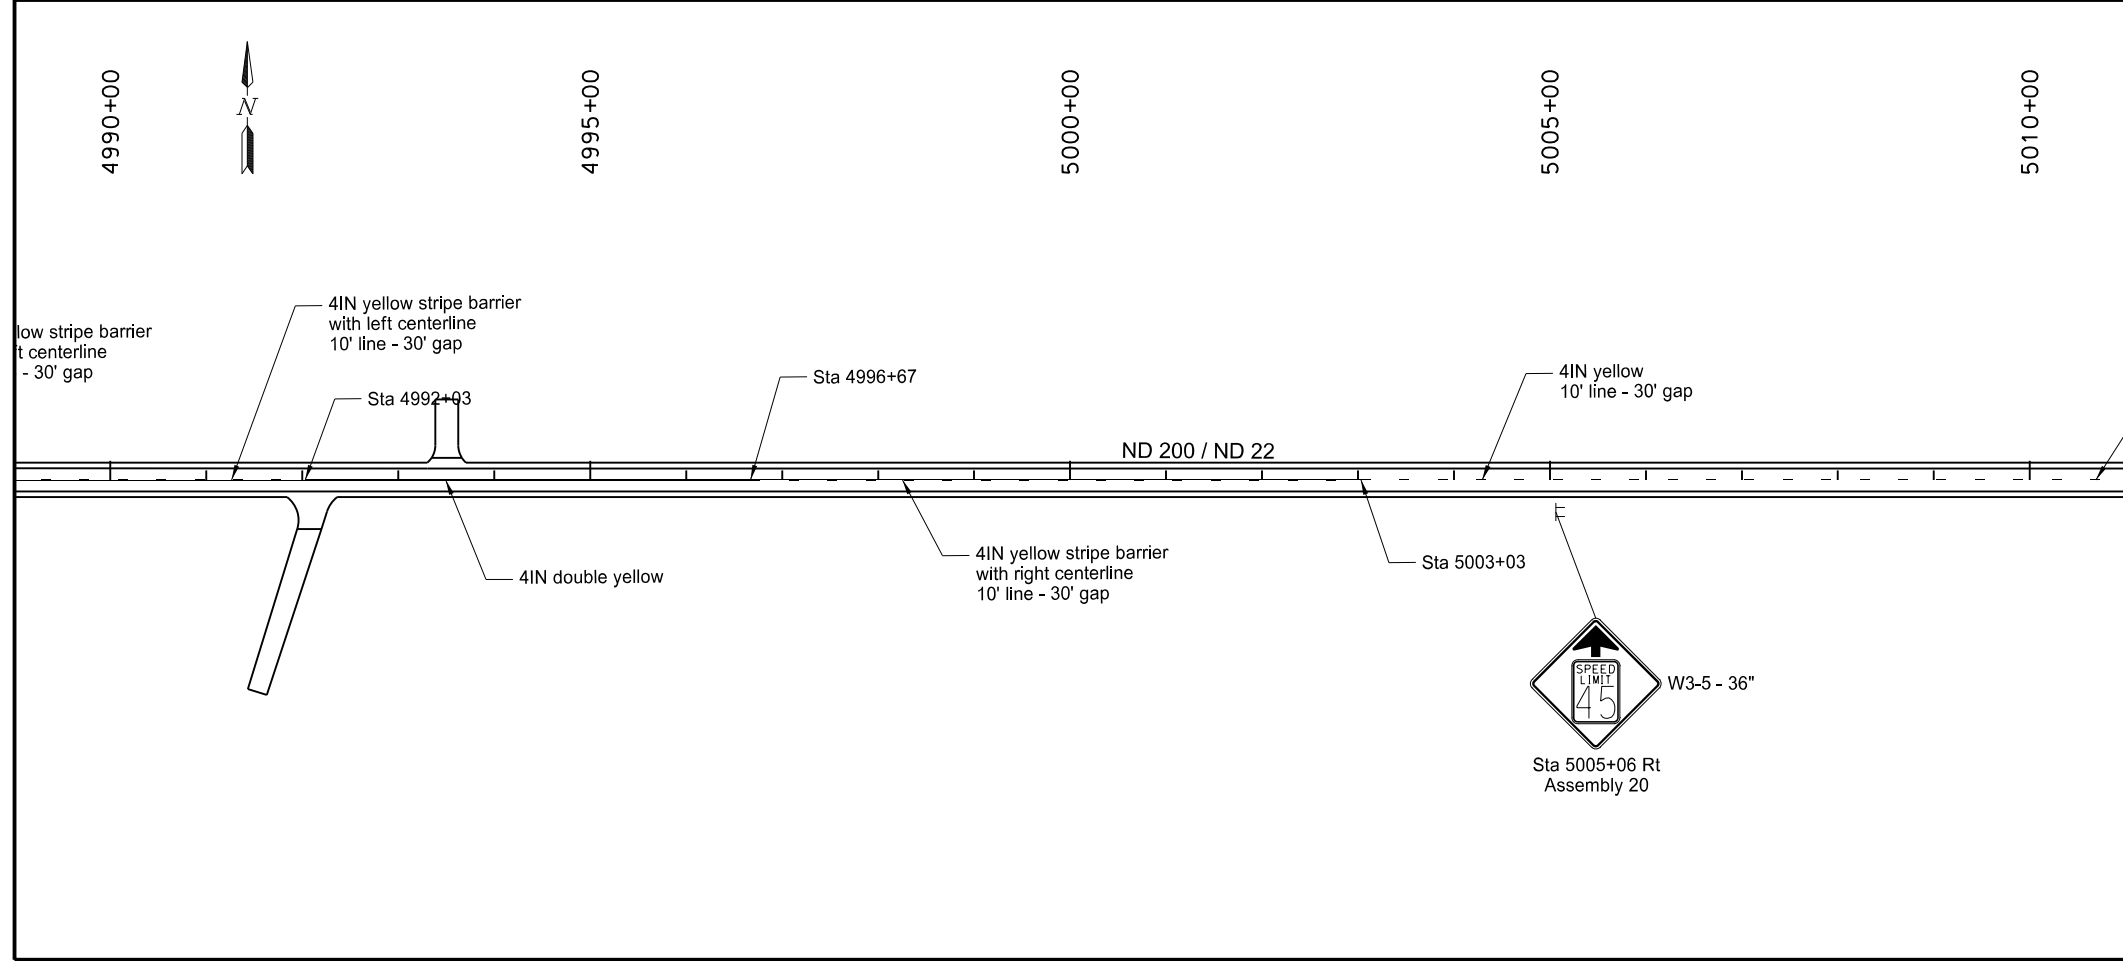 4990+00
4995+00
5000+00
5005+00
5010+00
N
4IN yellow stripe barrier
with left centerline
10' line - 30' gap
low stripe barrier
ft centerline
- 30' gap
Sta 4992+03
Sta 4996+67
4IN yellow
10' line - 30' gap
ND 200 / ND 22
4IN double yellow
4IN yellow stripe barrier
with right centerline
10' line - 30' gap
Sta 5003+03
SPEED
LIMIT
45
W3-5 - 36"
Sta 5005+06 Rt
Assembly 20